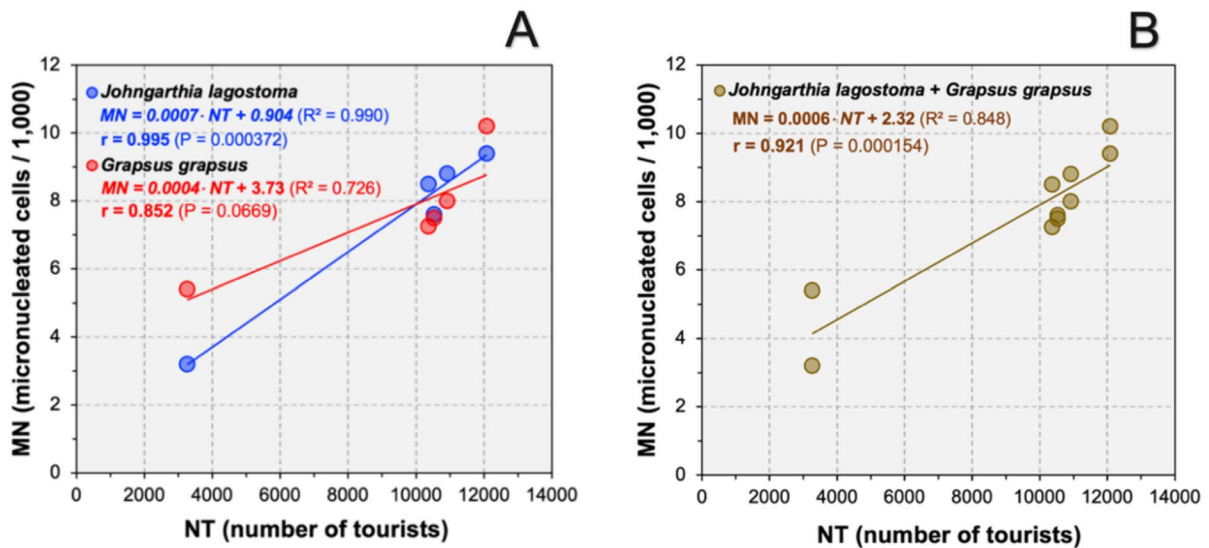 A
MN (micronucleated cells / 1,000)
12
10
8
6
4
2
0
Johngarthia lagostoma
MN = 0.0007· NT + 0.904 (R² = 0.990)
r = 0.995 (P = 0.000372)
Grapsus grapsus
MN = 0.0004· NT + 3.73 (R² = 0.726)
r = 0.852 (P = 0.0669)
0 2000 4000 6000 8000 10000 12000 14000
NT (number of tourists)
B
MN (micronucleated cells / 1,000)
12
10
8
6
4
2
0
Johngarthia lagostoma + Grapsus grapsus
MN = 0.0006· NT + 2.32 (R² = 0.848)
r = 0.921 (P = 0.000154)
0 2000 4000 6000 8000 10000 12000 14000
NT (number of tourists)